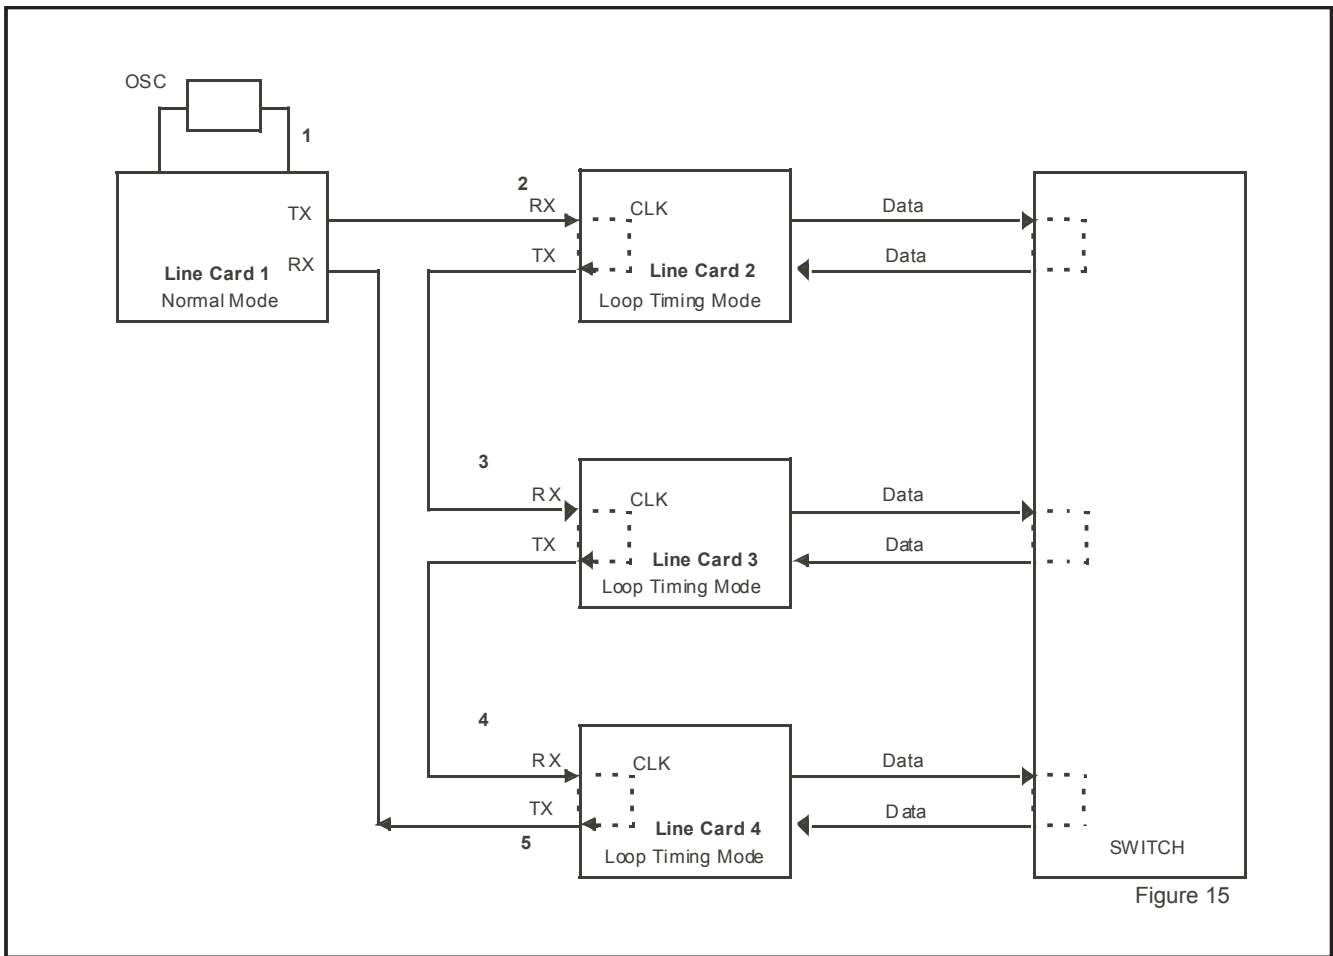 OSC
1
TX
RX
Line Card 1
Normal Mode
2
RX
CLK
TX
Line Card 2
Loop Timing Mode
Data
Data
3
RX
CLK
TX
Line Card 3
Loop Timing Mode
Data
Data
4
RX
CLK
TX
5
Line Card 4
Loop Timing Mode
Data
Data
SWITCH
Figure 15